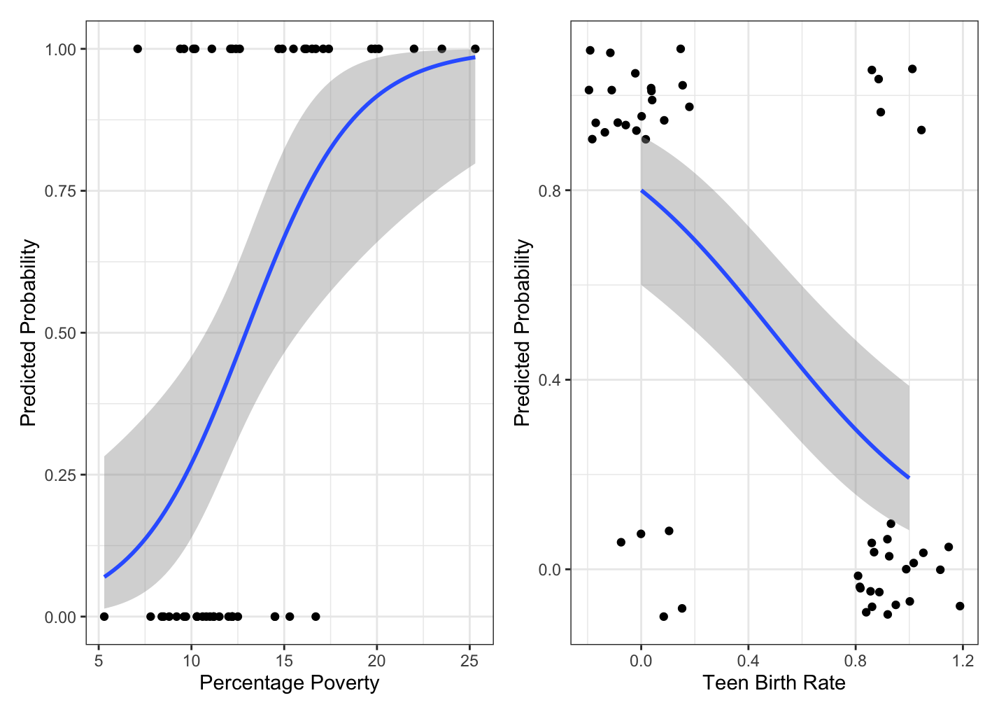 Predicted Probability
1.00
0.75
0.50
0.25
0.00
5 10 15 20 25
Percentage Poverty
Predicted Probability
0.8
0.4
0.0
0.0 0.4 0.8 1.2
Teen Birth Rate